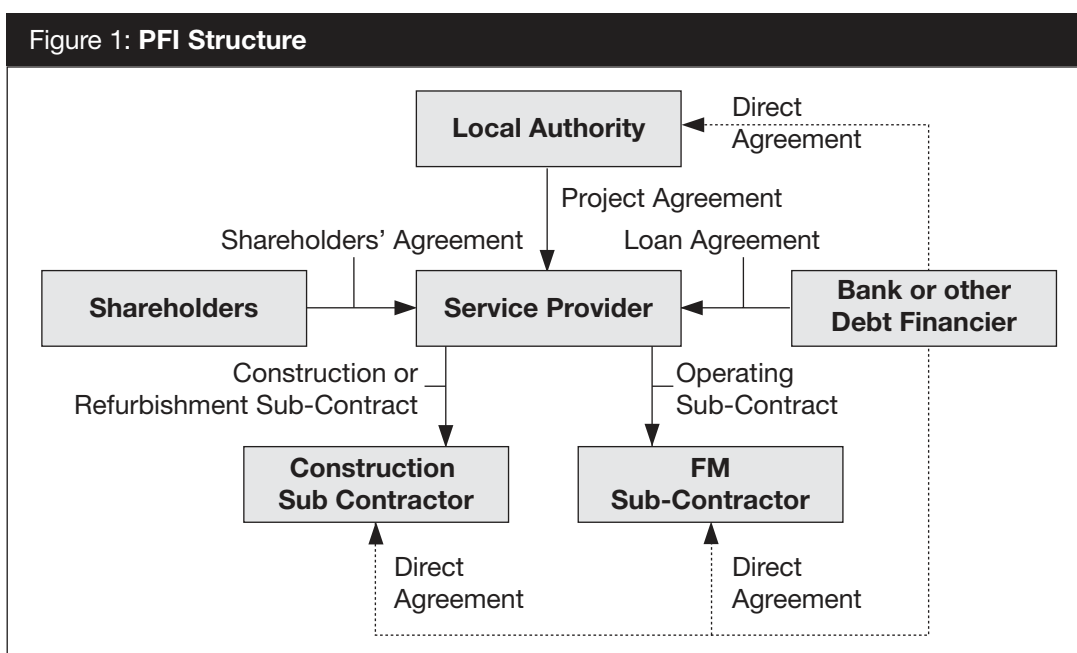 Figure 1: PFI Structure
Local Authority
Direct
Agreement
Project Agreement
Shareholders’ Agreement
Loan Agreement
Shareholders
Service Provider
Bank or other
Debt Financier
Construction or
Refurbishment Sub-Contract
Operating
Sub-Contract
Construction
Sub Contractor
FM
Sub-Contractor
Direct
Agreement
Direct
Agreement